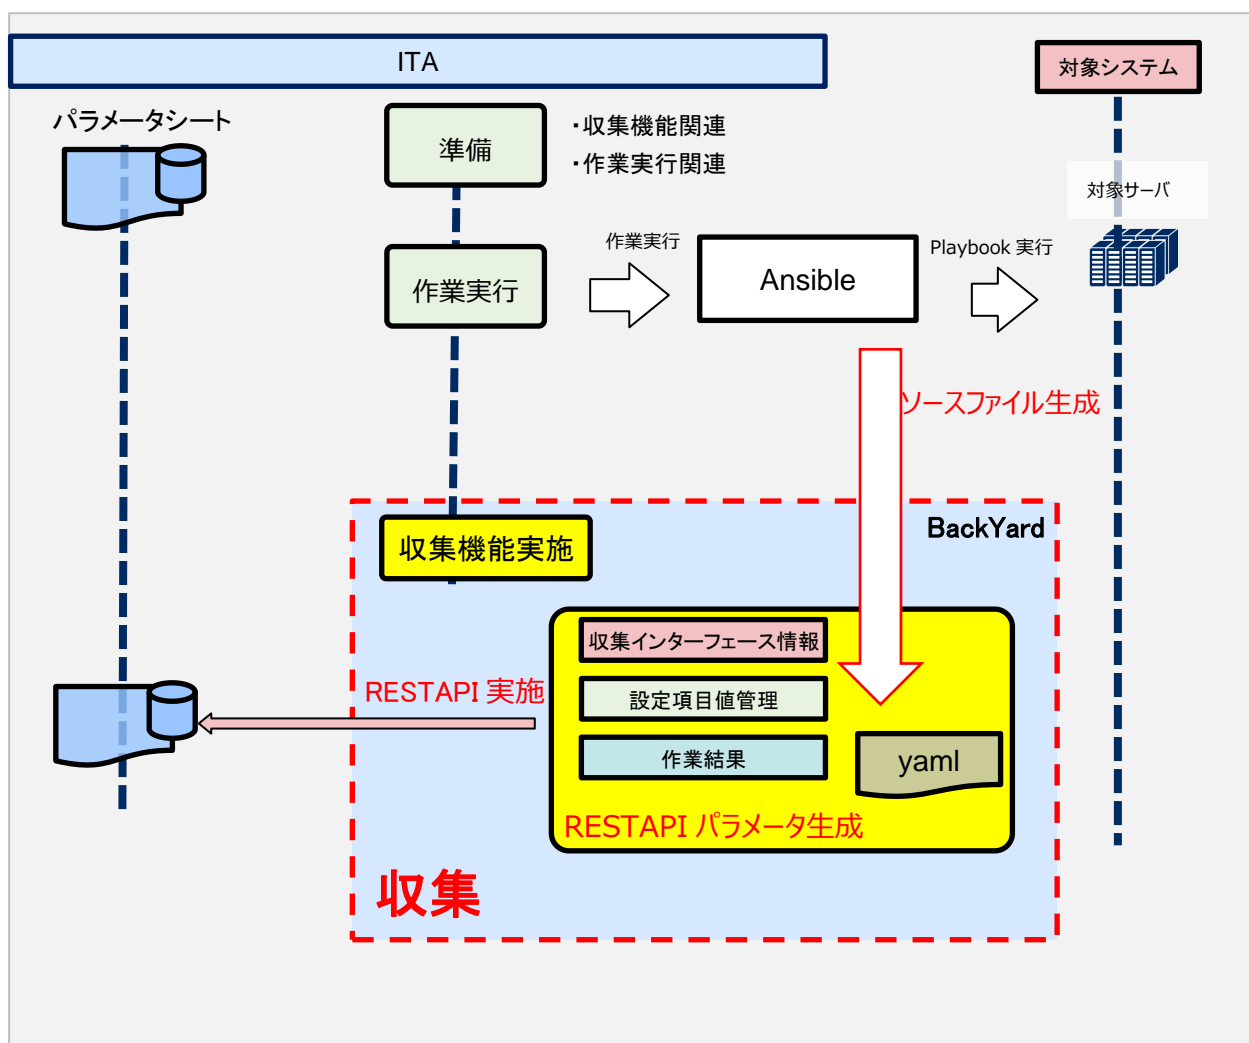 ITA
対象システム
パラメータシート
準備
・収集機能関連
・作業実行関連
対象サーバ
作業実行
作業実行
Ansible
Playbook 実行
ソースファイル生成
BackYard
収集機能実施
収集インターフェース情報
RESTAPI 実施
設定項目値管理
作業結果
yaml
RESTAPI パラメータ生成
収集